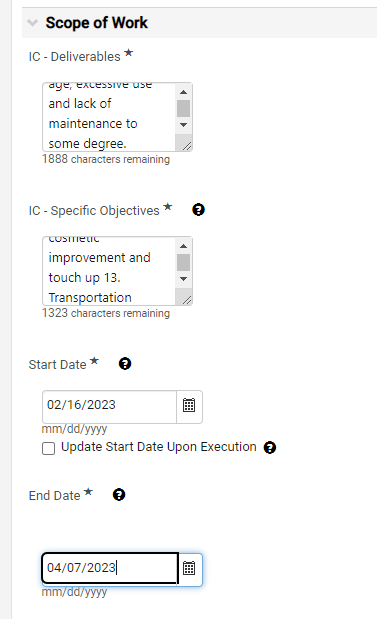 Scope of Work
IC - Deliverables *
age, excessive use
and lack of
maintenance to
some degree.
1888 characters remaining
IC - Specific Objectives * ?
cosmetic
improvement and
touch up 13.
Transportation
1323 characters remaining
Start Date * ?
02/16/2023
mm/dd/yyyy
Update Start Date Upon Execution ?
End Date * ?
04/07/2023
mm/dd/yyyy